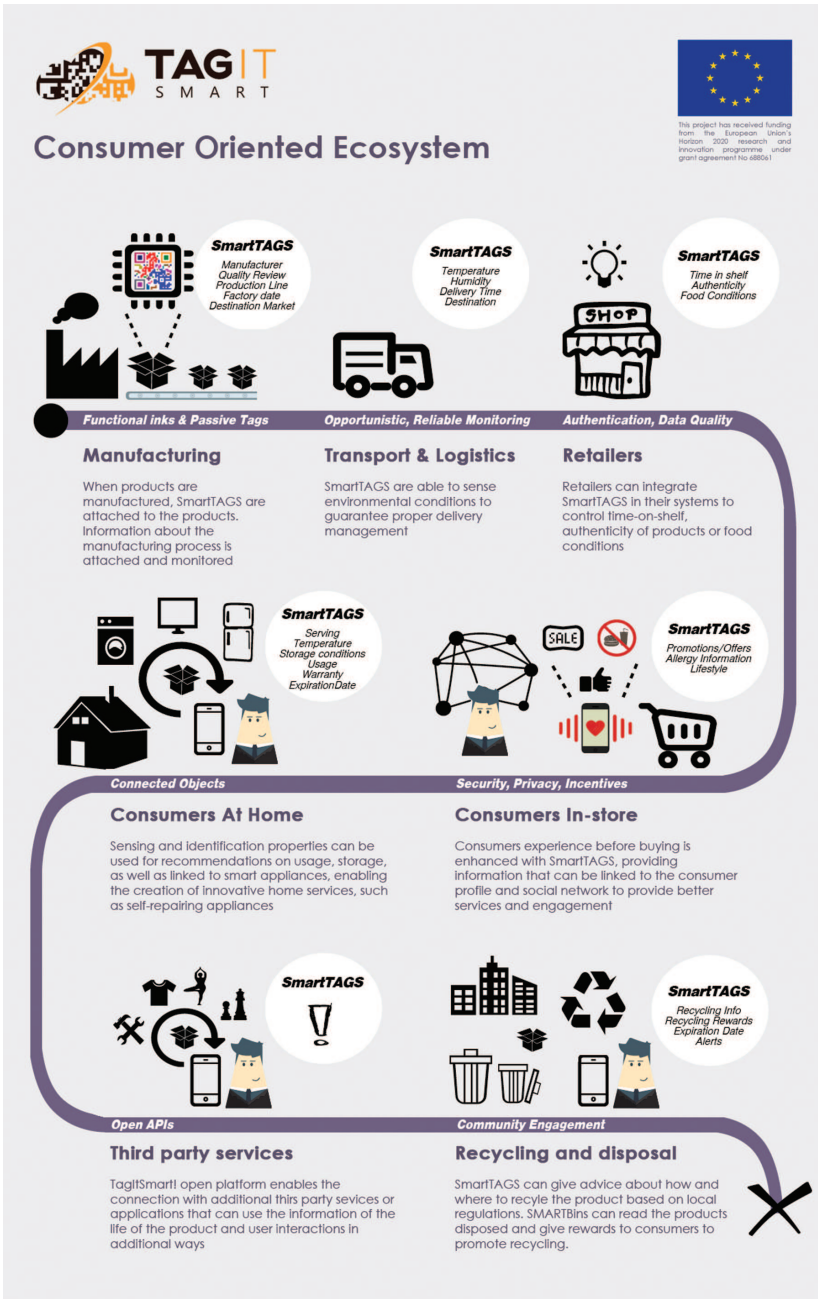 TAGIT
SMART
Consumer Oriented Ecosystem
This project has received funding
from the European Union's
Horizon 2020 research and
innovation programme under
grant agreement No 688061
SmartTAGS
Manufacturer
Quality Review
Production Line
Factory date
Destination Market
SmartTAGS
Temperature
Humidity
Delivery Time
Destination
SmartTAGS
Time in shelf
Authenticity
Food Conditions
SHOP
Functional inks & Passive Tags
Opportunistic, Reliable Monitoring
Authentication, Data Quality
Manufacturing
When products are
manufactured, SmartTAGS are
attached to the products.
Information about the
manufacturing process is
attached and monitored
Transport & Logistics
SmartTAGS are able to sense
environmental conditions to
guarantee proper delivery
management
Retailers
Retailers can integrate
SmartTAGS in their systems to
control time-on-shelf,
authenticity of products or food
conditions
SmartTAGS
Serving
Temperature
Storage conditions
Usage
Warranty
ExpirationDate
SALE
SmartTAGS
Promotions/Offers
Allergy Information
Lifestyle
Connected Objects
Security, Privacy, Incentives
Consumers At Home
Sensing and identification properties can be
used for recommendations on usage, storage,
as well as linked to smart appliances, enabling
the creation of innovative home services, such
as self-repairing appliances
Consumers In-store
Consumers experience before buying is
enhanced with SmartTAGS, providing
information that can be linked to the consumer
profile and social network to provide better
services and engagement
SmartTAGS
!
SmartTAGS
Recycling Info
Recycling Rewards
Expiration Date
Alerts
Open APIs
Community Engagement
Third party services
TagItSmart! open platform enables the
connection with additional thirs party sevices or
applications that can use the information of the
life of the product and user interactions in
additional ways
Recycling and disposal
SmartTAGS can give advice about how and
where to recyle the product based on local
regulations. SMARTBins can read the products
disposed and give rewards to consumers to
promote recycling.